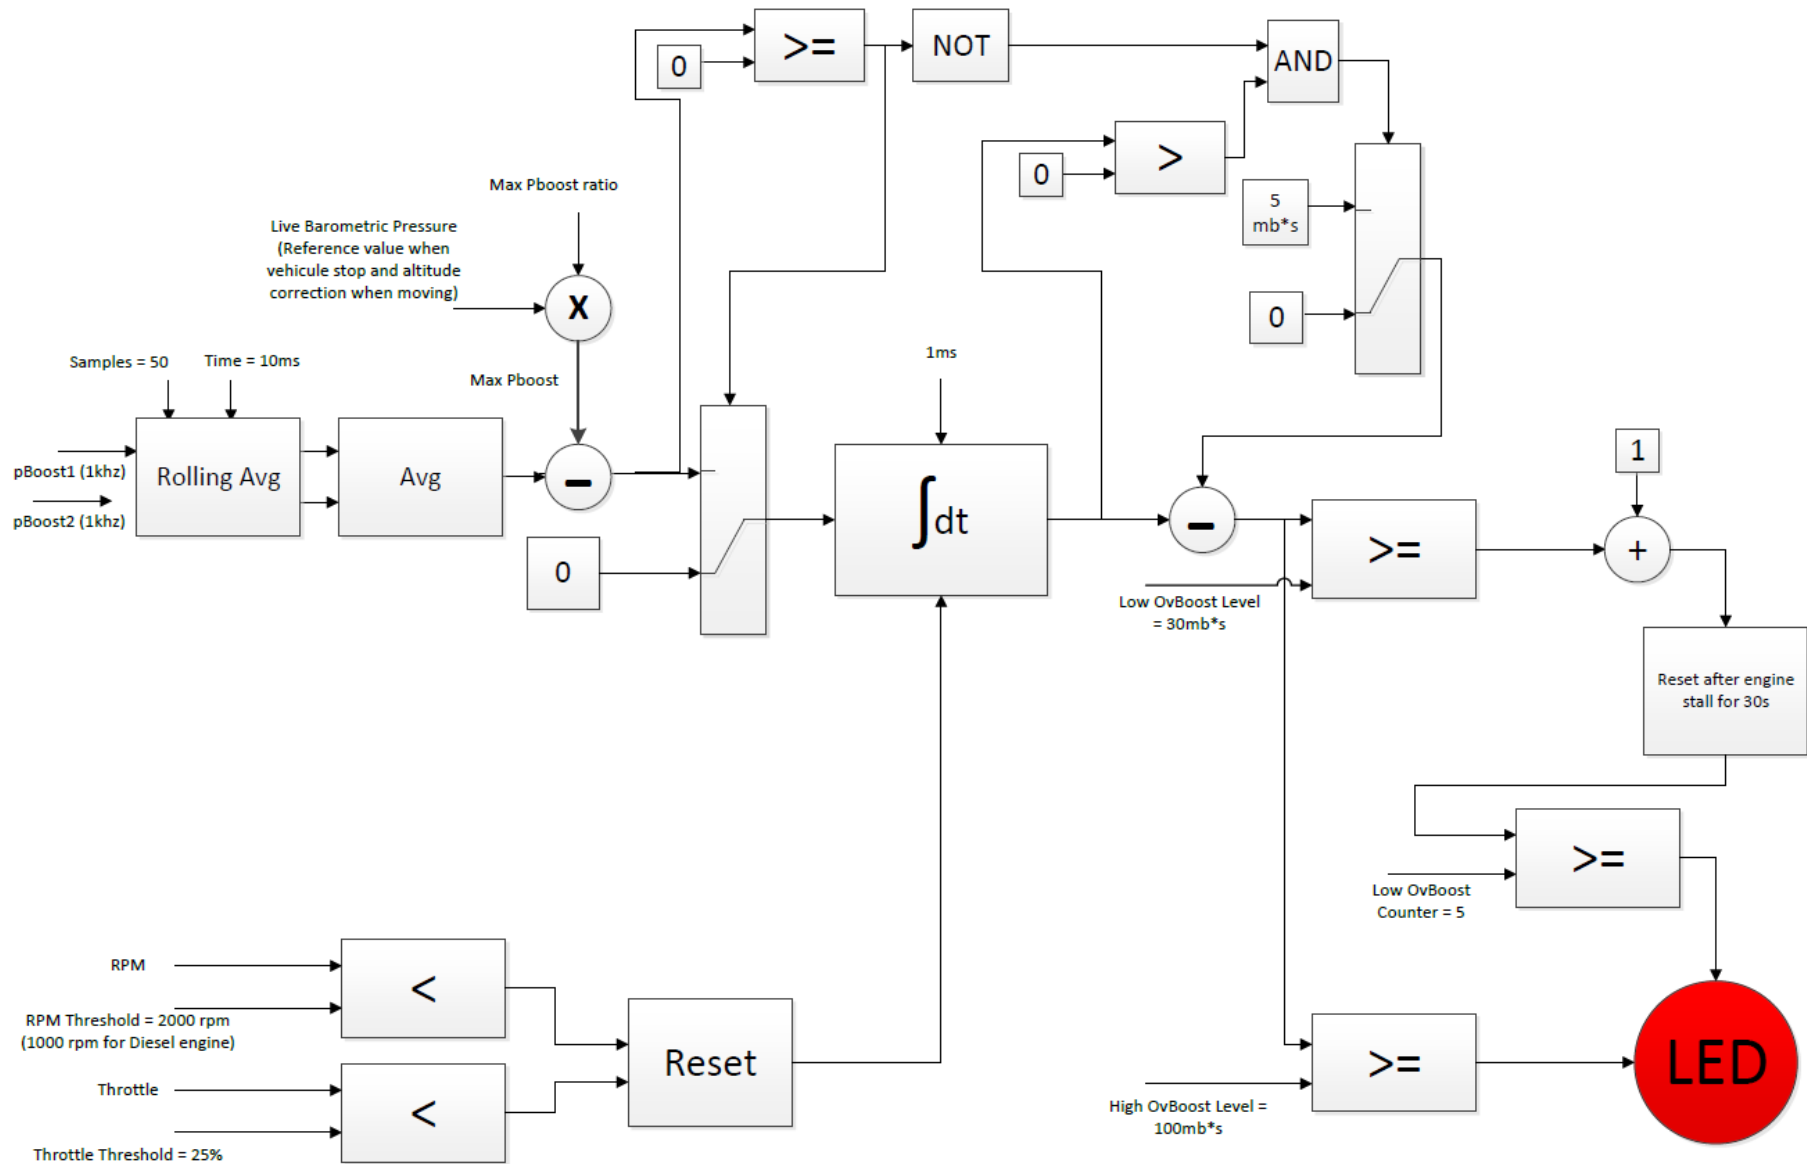 >=
NOT
0
AND
>
0
5
mb*s
Max Pboost ratio
Live Barometric Pressure
(Reference value when
vehicule stop and altitude
correction when moving)
X
0
Samples = 50
Time = 10ms
1ms
Max Pboost
pBoost1 (1khz)
pBoost2 (1khz)
Rolling Avg
Avg
-
0
∫dt
-
1
>=
+
Low OvBoost Level
= 30mb*s
Reset after engine
stall for 30s
>=
Low OvBoost
Counter = 5
RPM
<
RPM Threshold = 2000 rpm
(1000 rpm for Diesel engine)
Reset
Throttle
<
Throttle Threshold = 25%
>=
LED
High OvBoost Level =
100mb*s